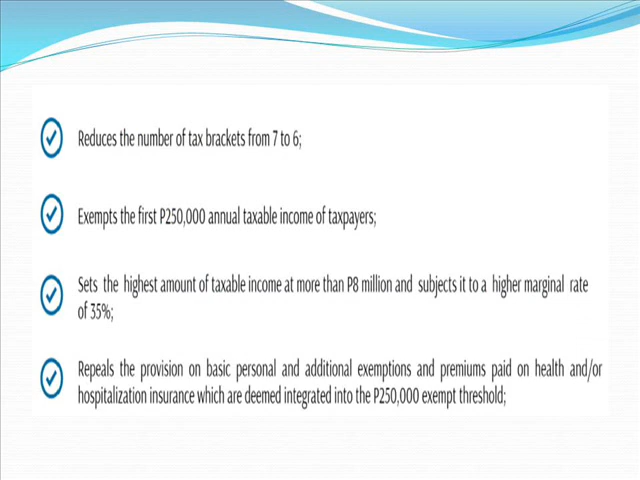 Reduces the number of tax brackets from 7 to 6;
Exempts the first P250,000 annual taxable income of taxpayers;
Sets the highest amount of taxable income at more than P8 million and subjects it to a higher marginal rate
of 35%;
Repeals the provision on basic personal and additional exemptions and premiums paid on health and/or
hospitalization insurance which are deemed integrated into the P250,000 exempt threshold;